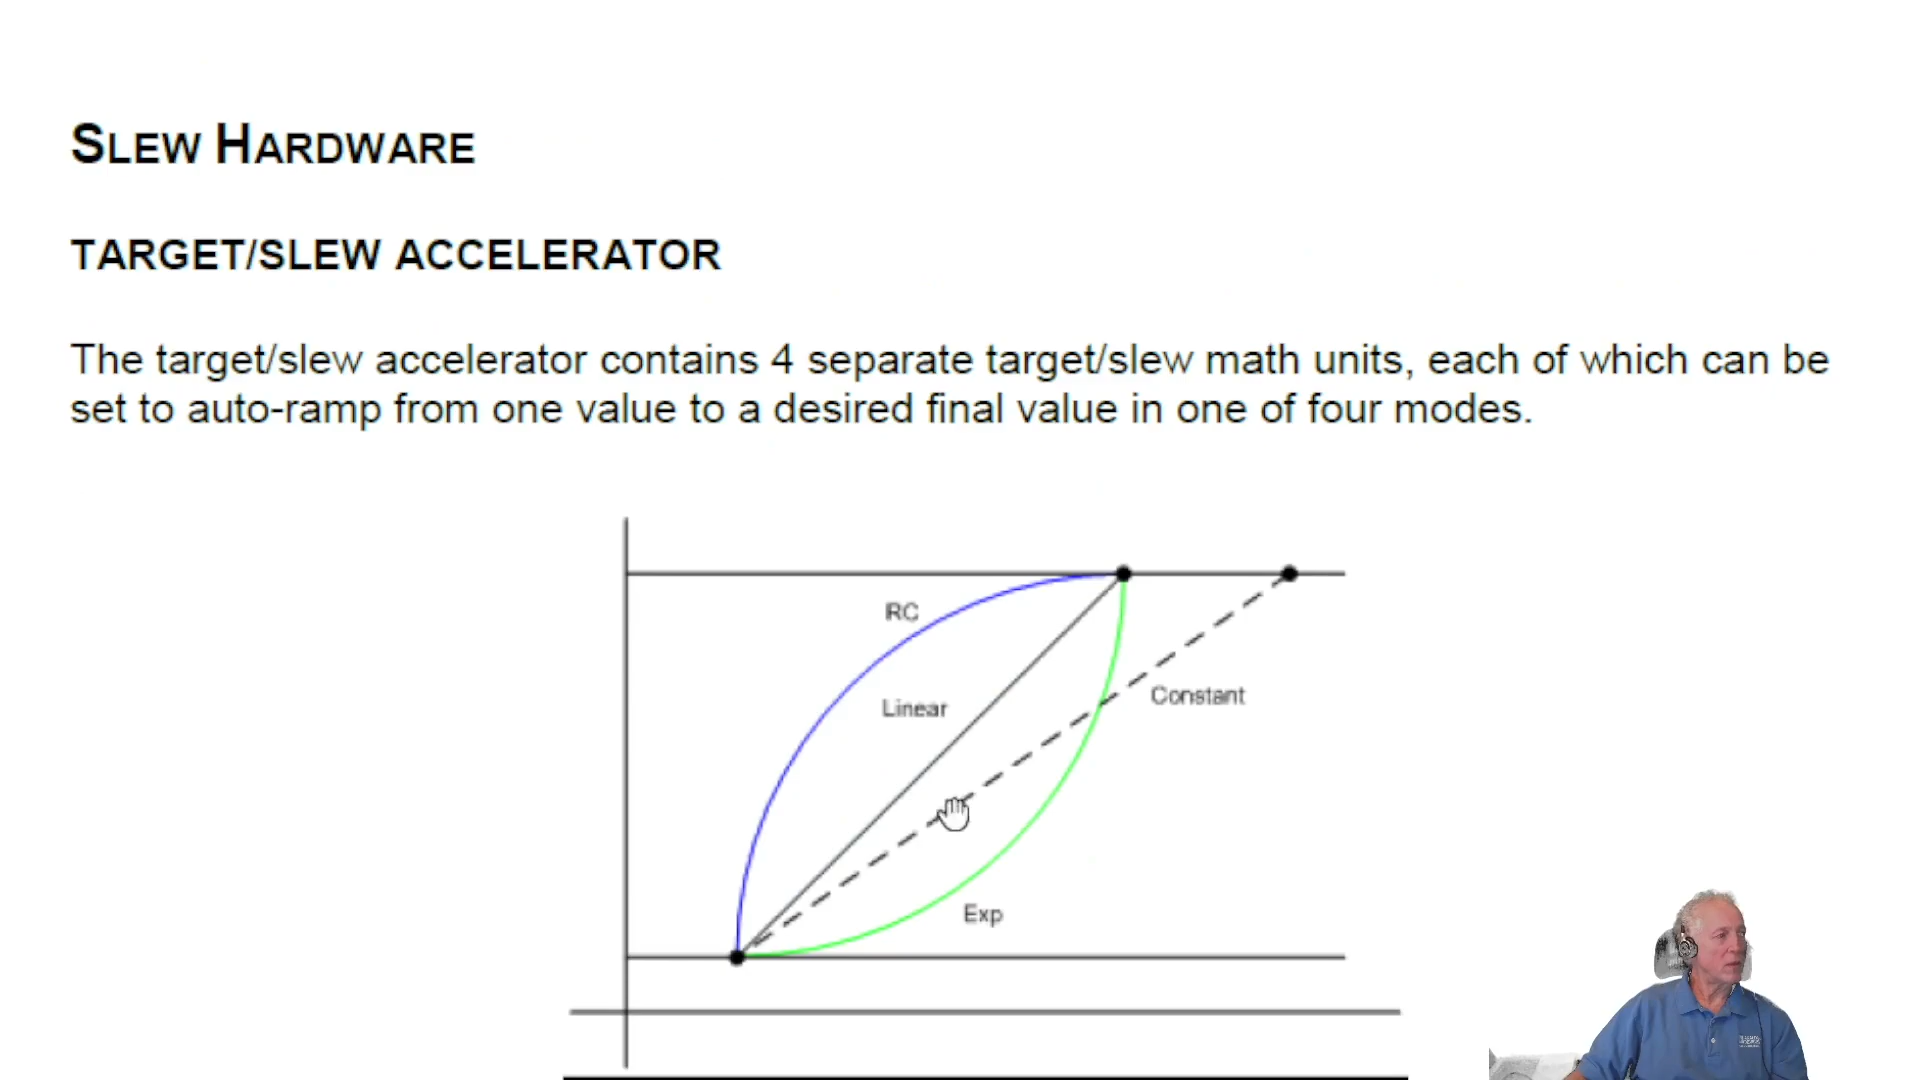 SLEW HARDWARE
TARGET/SLEW ACCELERATOR
The target/slew accelerator contains 4 separate target/slew math units, each of which can be
set to auto-ramp from one value to a desired final value in one of four modes.
RC
Linear
Constant
Exp